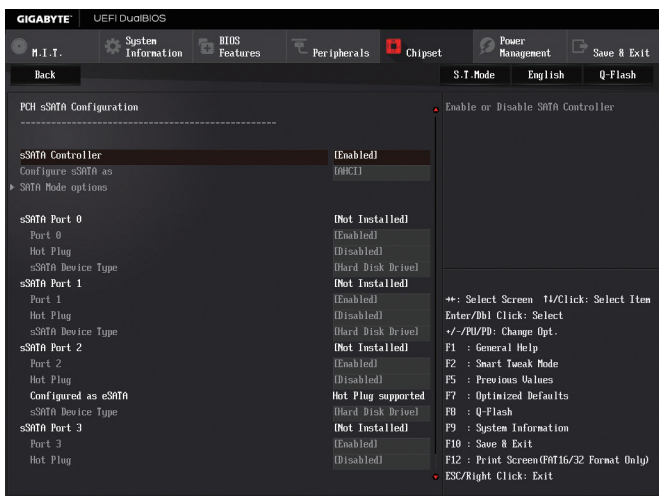 GIGABYTE™ UEFI DualBIOS
M.I.T.
System Information
BIOS Features
Peripherals
Chipset
Power Management
Save & Exit
Back
S.T.Mode English Q-Flash
PCH sSATA Configuration
--------------------------------------------------
sSATA Controller [Enabled]
Configure sSATA as [AHCI]
SATA Mode options
sSATA Port 0 [Not Installed]
Port 0 [Enabled]
Hot Plug [Disabled]
sSATA Device Type [Hard Disk Drive]
sSATA Port 1 [Not Installed]
Port 1 [Enabled]
Hot Plug [Disabled]
sSATA Device Type [Hard Disk Drive]
sSATA Port 2 [Not Installed]
Port 2 [Enabled]
Hot Plug [Disabled]
Configured as eSATA Hot Plug supported
sSATA Device Type [Hard Disk Drive]
sSATA Port 3 [Not Installed]
Port 3 [Enabled]
Hot Plug [Disabled]
Enable or Disable SATA Controller
→←: Select Screen ↑↓/Click: Select Item
Enter/Dbl Click: Select
+/-/PU/PD: Change Opt.
F1 : General Help
F2 : Smart Tweak Mode
F5 : Previous Values
F7 : Optimized Defaults
F8 : Q-Flash
F9 : System Information
F10 : Save & Exit
F12 : Print Screen(FAT16/32 Format Only)
ESC/Right Click: Exit